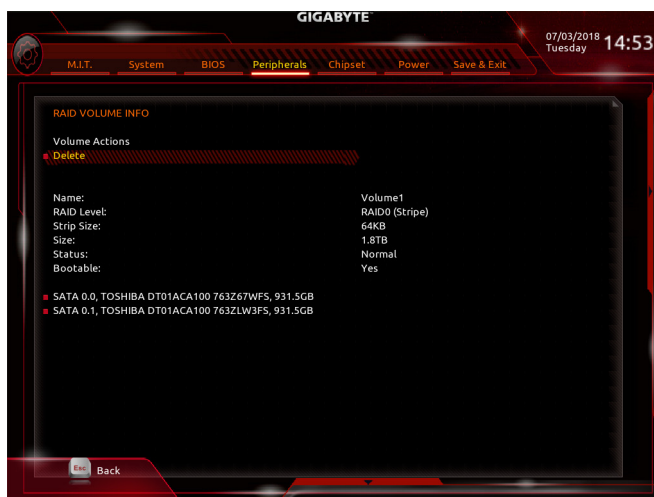 GIGABYTE
07/03/2018 14:53
Tuesday
M.I.T. System BIOS Peripherals Chipset Power Save & Exit
RAID VOLUME INFO
Volume Actions
Delete
Name: Volume1
RAID Level: RAID0 (Stripe)
Strip Size: 64KB
Size: 1.8TB
Status: Normal
Bootable: Yes
SATA 0.0, TOSHIBA DT01ACA100 763Z67WFS, 931.5GB
SATA 0.1, TOSHIBA DT01ACA100 763ZLW3FS, 931.5GB
Esc Back